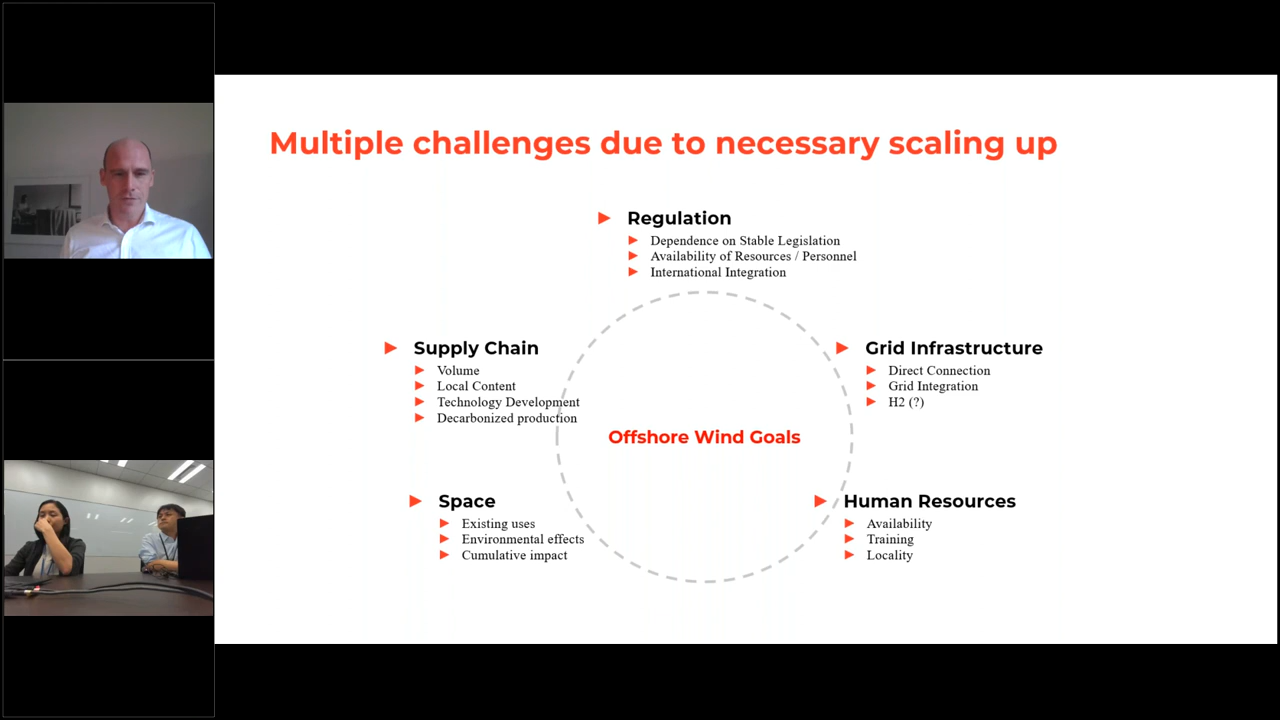 Multiple challenges due to necessary scaling up
Regulation
Dependence on Stable Legislation
Availability of Resources / Personnel
International Integration
Supply Chain
Volume
Local Content
Technology Development
Decarbonized production
Grid Infrastructure
Direct Connection
Grid Integration
H2 (?)
Offshore Wind Goals
Space
Existing uses
Environmental effects
Cumulative impact
Human Resources
Availability
Training
Locality